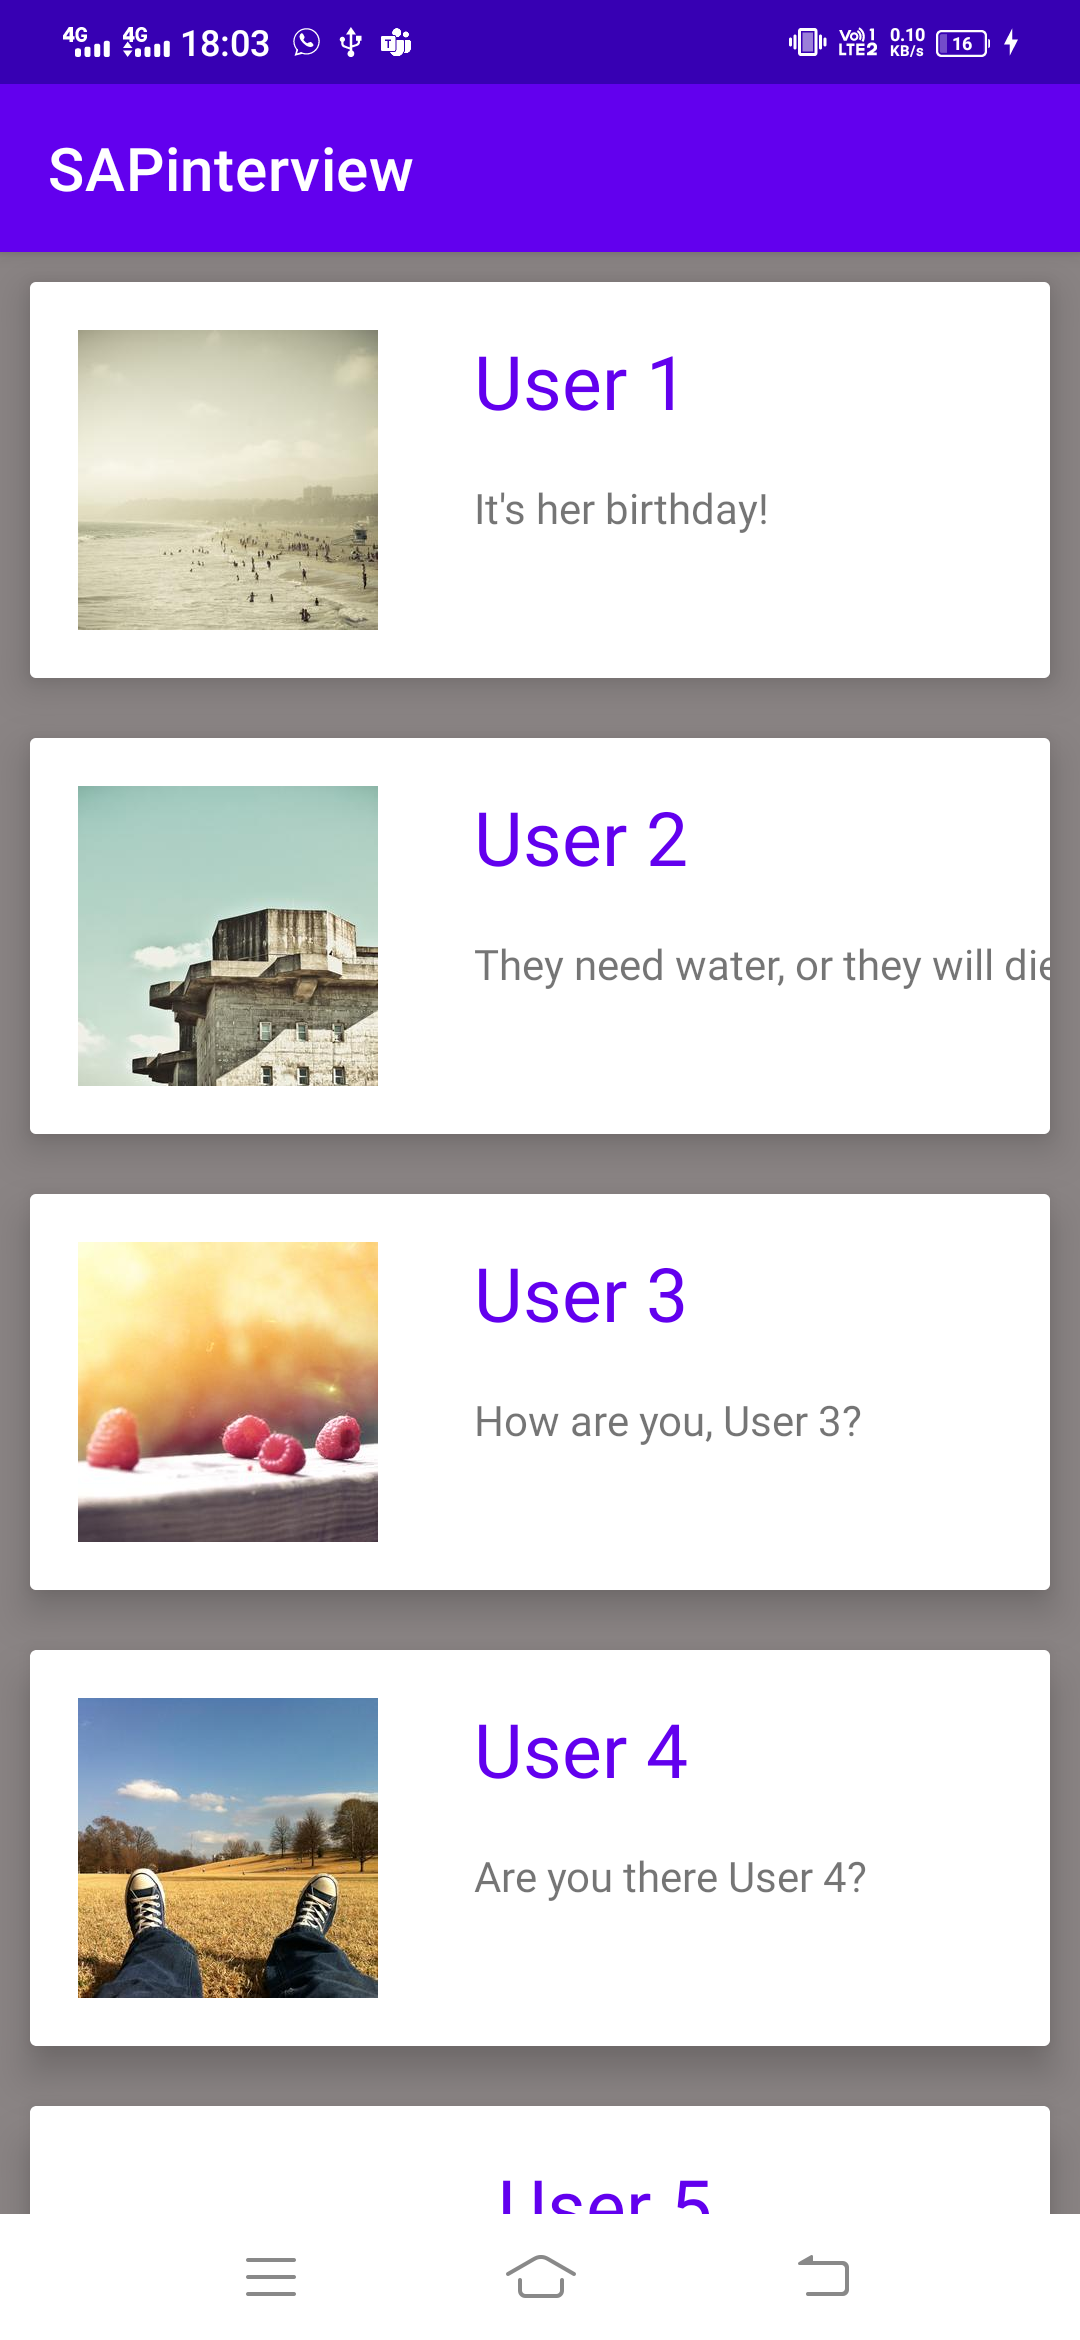 4G 4G 18:03 Vo)) 1 LTE2 0.10 KB/s 16
SAPinterview
User 1
It's her birthday!
User 2
They need water, or they will die
User 3
How are you, User 3?
User 4
Are you there User 4?
User 5